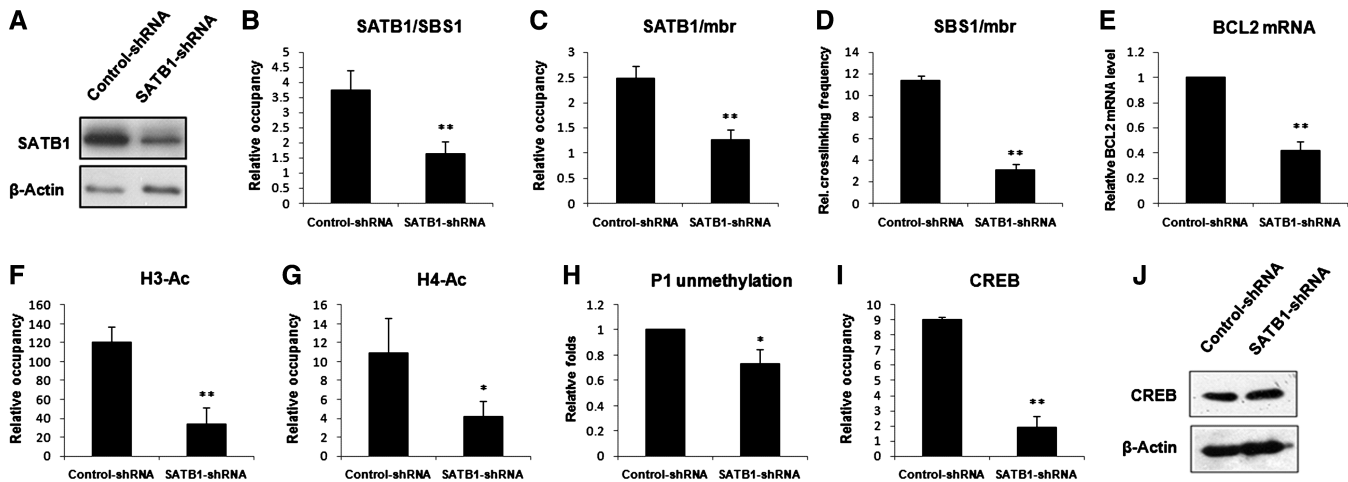 A
Control-shRNA
SATB1-shRNA
SATB1
β-Actin
B
SATB1/SBS1
Relative occupancy
5
4.5
4
3.5
3
2.5
2
1.5
1
0.5
0
**
Control-shRNA SATB1-shRNA
C
SATB1/mbr
Relative occupancy
3
2.5
2
1.5
1
0.5
0
**
Control-shRNA SATB1-shRNA
D
SBS1/mbr
Rel. crosslinking frequency
14
12
10
8
6
4
2
0
**
Control-shRNA SATB1-shRNA
E
BCL2 mRNA
Relative BCL2 mRNA level
1.2
1
0.8
0.6
0.4
0.2
0
**
Control-shRNA SATB1-shRNA
F
H3-Ac
Relative occupancy
160
140
120
100
80
60
40
20
0
**
Control-shRNA SATB1-shRNA
G
H4-Ac
Relative occupancy
16
14
12
10
8
6
4
2
0
*
Control-shRNA SATB1-shRNA
H
P1 unmethylation
Relative folds
1.2
1
0.8
0.6
0.4
0.2
0
*
Control-shRNA SATB1-shRNA
I
CREB
Relative occupancy
10
9
8
7
6
5
4
3
2
1
0
**
Control-shRNA SATB1-shRNA
J
Control-shRNA
SATB1-shRNA
CREB
β-Actin